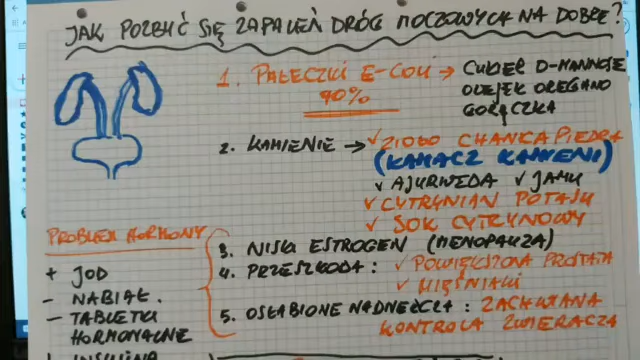 JAK POZBYĆ SIĘ ZAPALEŃ DRÓG MOCZOWYCH NA DOBRE?
1. PAŁECZKI E-COLI → CUKIER D-MANNOZE
90%
OLEJEK OREGANO
GORĄCZKA
2. KAMIENIE → ✓ ZIOŁO CHANCA PIEDRA
(ŁAMACZ KAMIENI)
✓ AJURWEDA ✓ JAMU
✓ CYTRYNIAN POTASU
✓ SOK CYTRYNOWY
PROBLEM HORMONY
+ JOD
- NABIAŁ.
- TABLETKI
HORMONALNE
3. NISKI ESTROGEN (MENOPAUZA)
4. PRZESZKODA: ✓ POWIĘKSZONA PROSTATA
✓ MIĘŚNIAKI
5. OSŁABIONE NADNERCZA: ZACHWIANA
KONTROLA ZWIERACZA